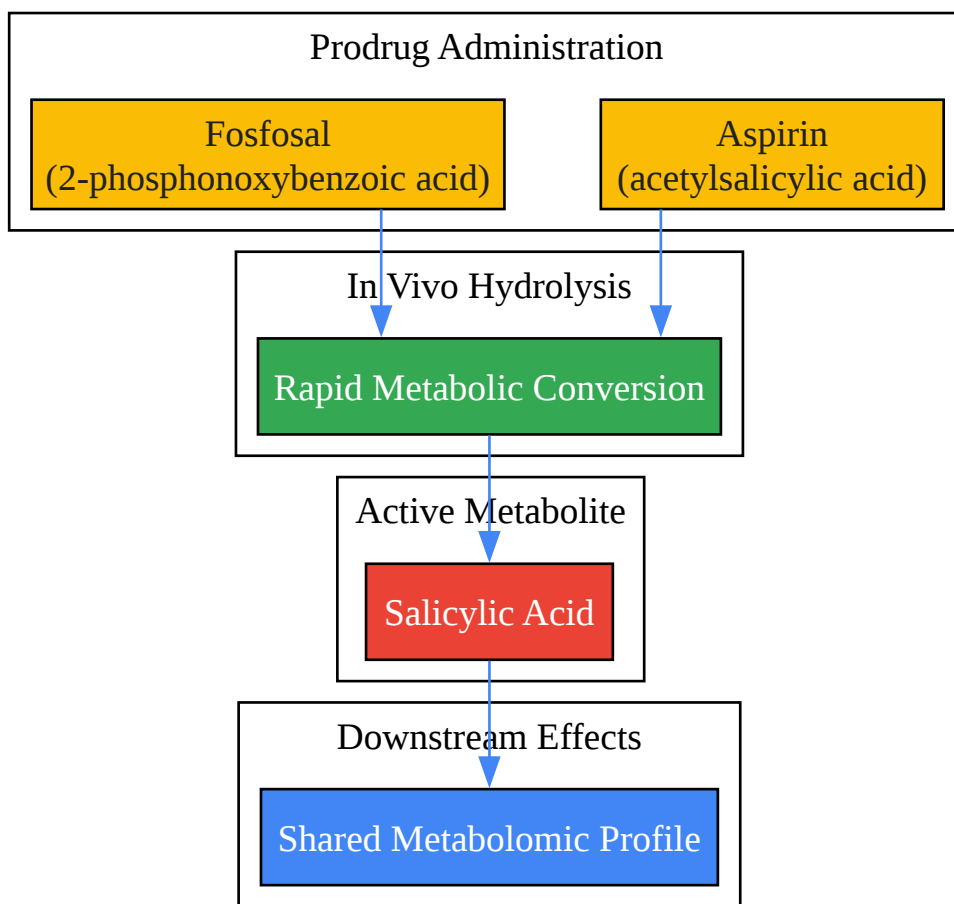 Prodrug Administration
Fosfosal
(2-phosphonoxybenzoic acid)
Aspirin
(acetylsalicylic acid)
In Vivo Hydrolysis
Rapid Metabolic Conversion
Active Metabolite
Salicylic Acid
Downstream Effects
Shared Metabolomic Profile